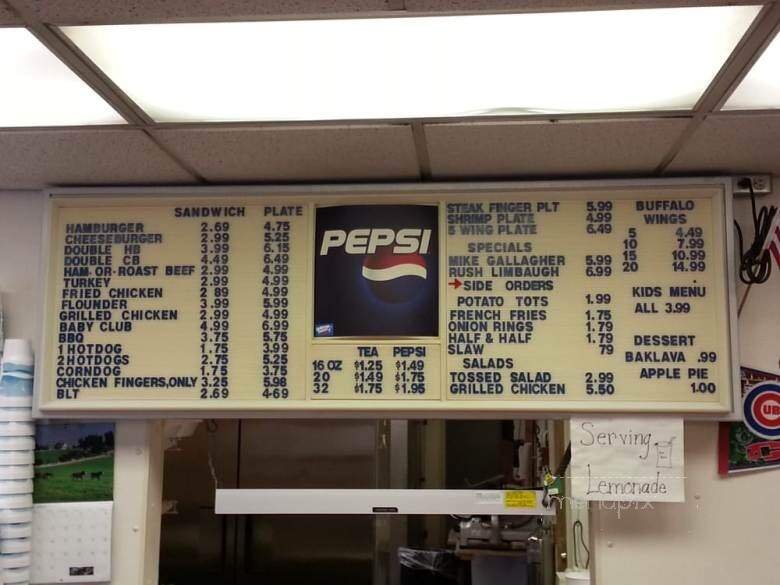 SANDWICH PLATE
HAMBURGER 2.69 4.75
CHEESEBURGER 2.99 5.25
DOUBLE HB 3.99 6.15
DOUBLE CB 4.49 6.49
HAM-OR-ROAST BEEF 2.99 4.99
TURKEY 2.99 4.99
FRIED CHICKEN 2 89 4.99
FLOUNDER 3.99 5.99
GRILLED CHICKEN 2.99 4.99
BABY CLUB 4.99 6.99
BBQ 3.75 5.75
1 HOTDOG 1.75 3.99
2 HOTDOGS 2.75 5.25
CORNDOG 1.75 3.75
CHICKEN FINGERS,ONLY 3.25 5.98
BLT 2.69 4.69
PEPSI
TEA PEPSI
16 OZ $1.25 $1.49
20 $1.49 $1.75
32 $1.75 $1.95
STEAK FINGER PLT 5.99
SHRIMP PLATE 4.99
5 WING PLATE 6.49
SPECIALS
MIKE GALLAGHER 5.99
RUSH LIMBAUGH 6.99
SIDE ORDERS
POTATO TOTS 1.99
FRENCH FRIES 1.75
ONION RINGS 1.79
HALF & HALF 1.79
SLAW 79
SALADS
TOSSED SALAD 2.99
GRILLED CHICKEN 5.50
BUFFALO
WINGS
5 4.49
10 7.99
15 10.99
20 14.99
KIDS MENU
ALL 3.99
DESSERT
BAKLAVA .99
APPLE PIE
1.00
Serving
Lemonade
menupix
CUB